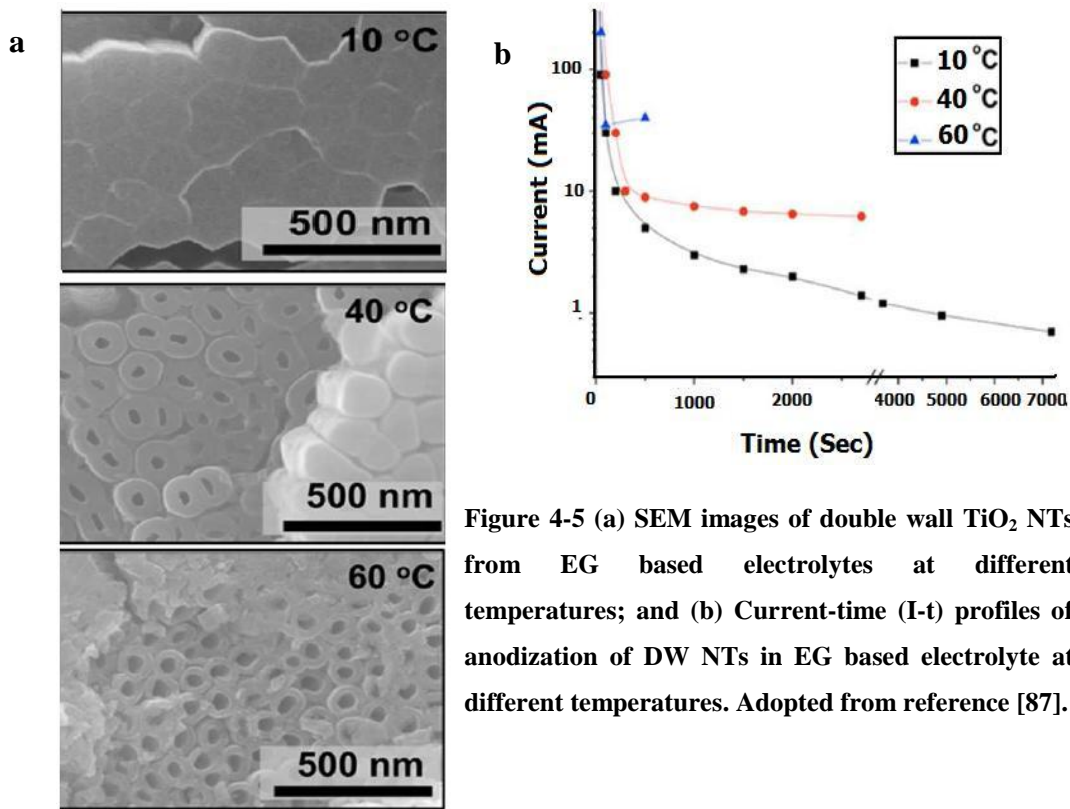 a
10 °C
500 nm
40 °C
500 nm
60 °C
500 nm
b
100
10
1
Current (mA)
10 °C
40 °C
60 °C
0 1000 2000 4000 5000 6000 7000
Time (Sec)
Figure 4-5 (a) SEM images of double wall TiO₂ NTs
from EG based electrolytes at different
temperatures; and (b) Current-time (I-t) profiles of
anodization of DW NTs in EG based electrolyte at
different temperatures. Adopted from reference [87].